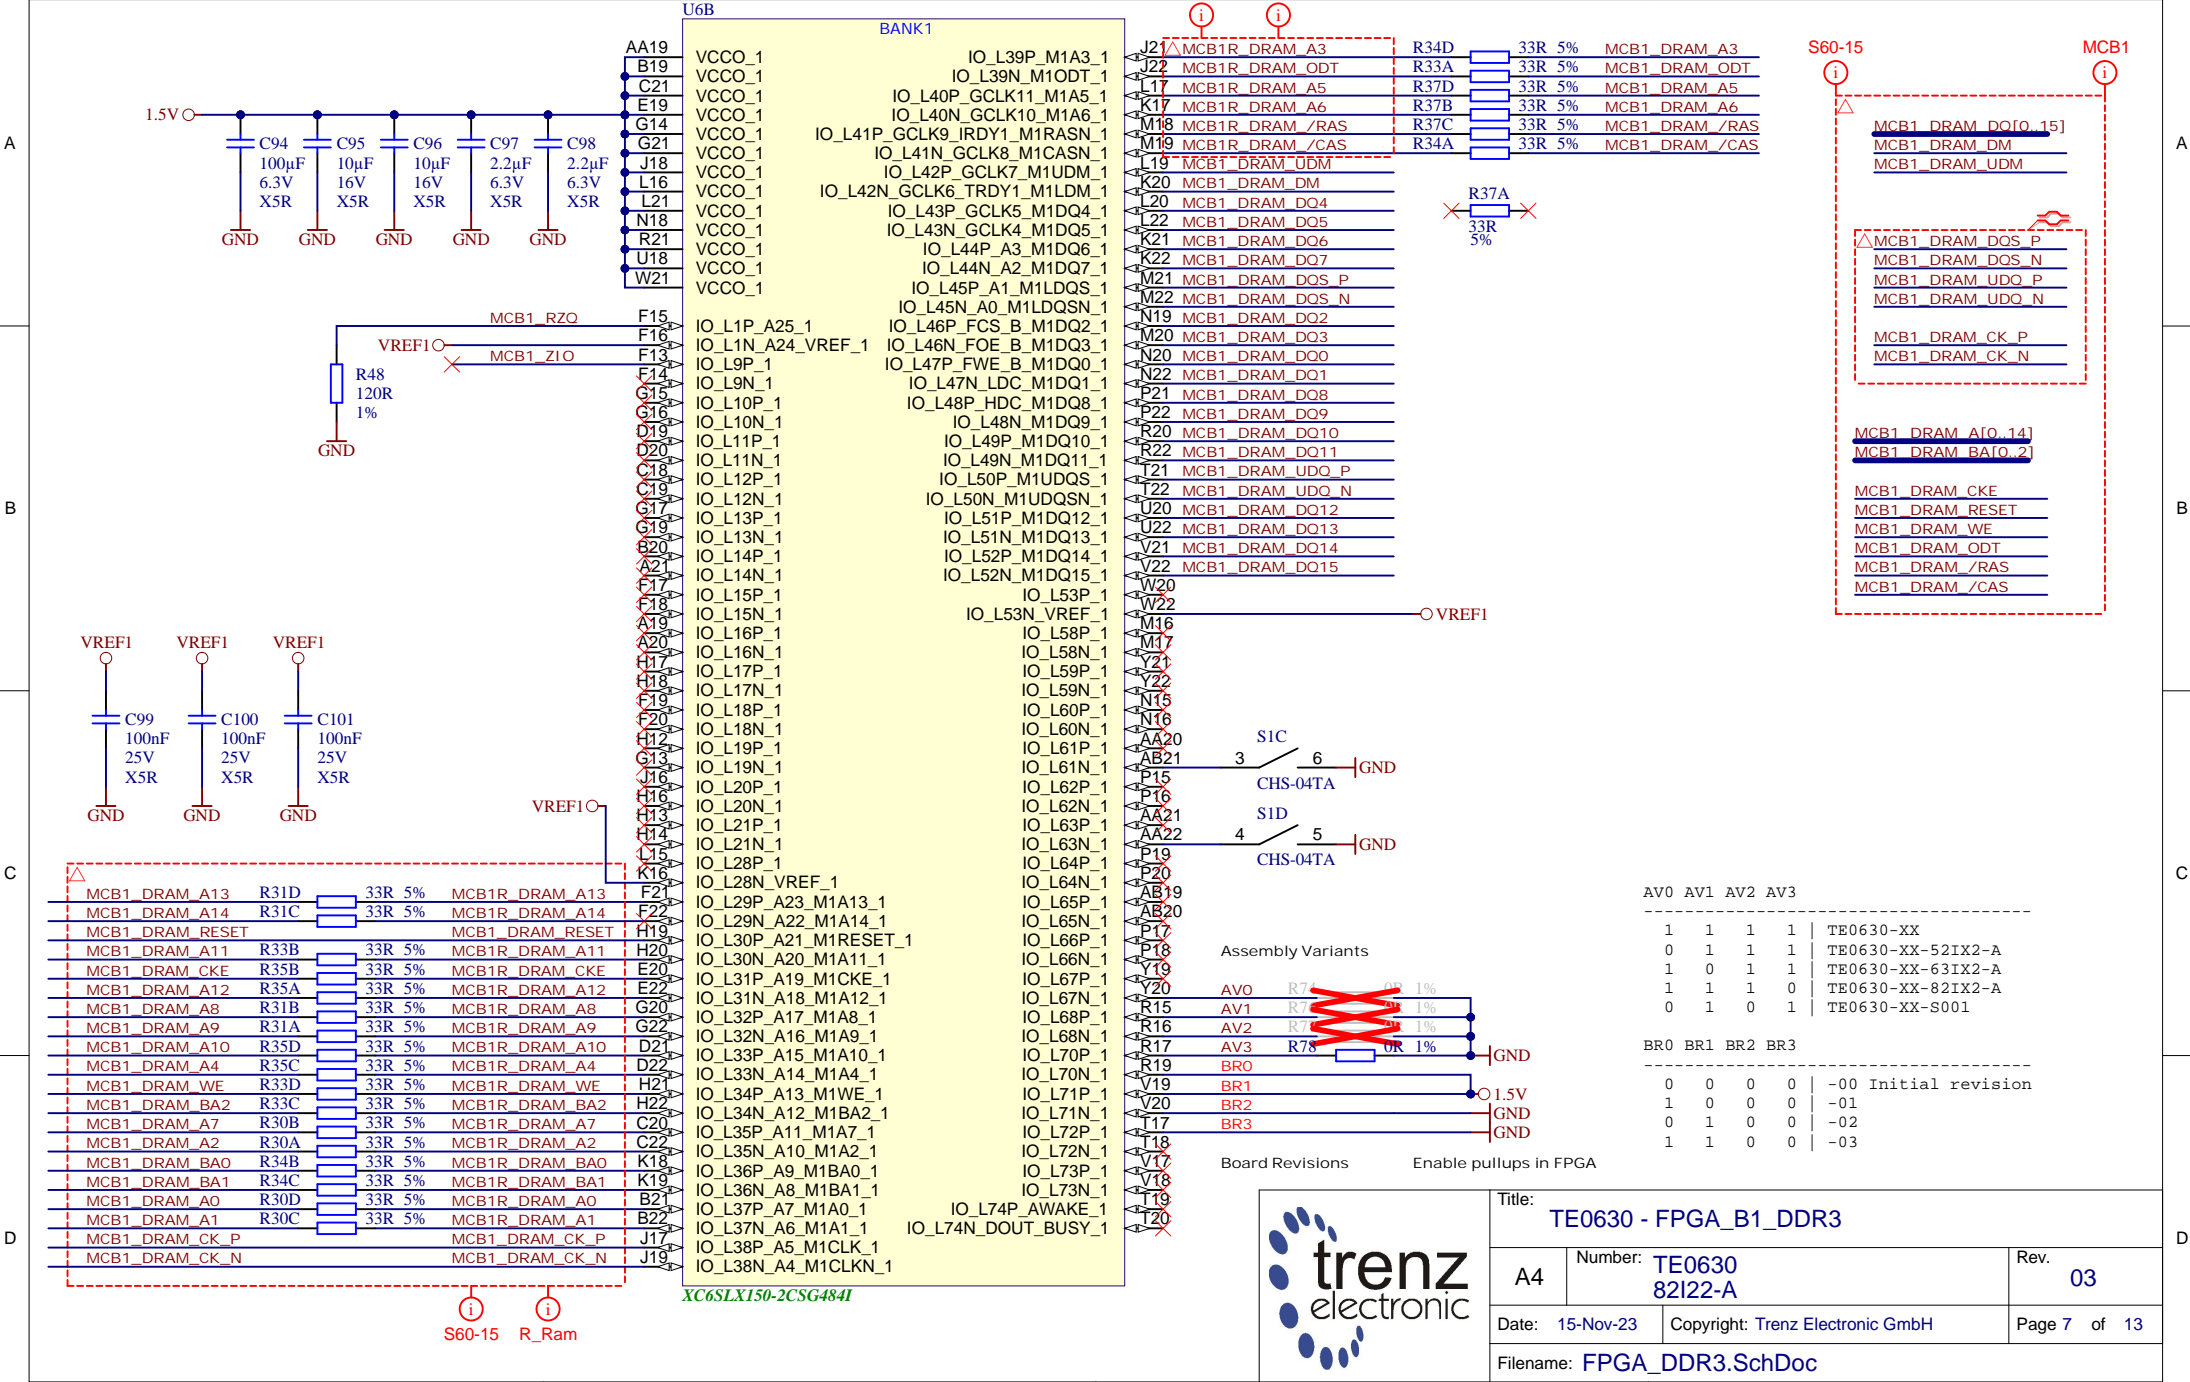 U6B
BANK1
1.5V
C94
100µF
6.3V
X5R
GND
C95
10µF
16V
X5R
GND
C96
10µF
16V
X5R
GND
C97
2.2µF
6.3V
X5R
GND
C98
2.2µF
6.3V
X5R
GND
AA19 VCCO_1
B19 VCCO_1
C21 VCCO_1
E19 VCCO_1
G14 VCCO_1
G21 VCCO_1
J18 VCCO_1
L16 VCCO_1
L21 VCCO_1
N18 VCCO_1
R21 VCCO_1
U18 VCCO_1
W21 VCCO_1
MCB1_RZQ F15 IO_L1P_A25_1
VREF1 F16 IO_L1N_A24_VREF_1
MCB1_ZIO F13 IO_L9P_1
R48
120R
1%
GND
F14 IO_L9N_1
G15 IO_L10P_1
G16 IO_L10N_1
D19 IO_L11P_1
D20 IO_L11N_1
C18 IO_L12P_1
C19 IO_L12N_1
G17 IO_L13P_1
G19 IO_L13N_1
B20 IO_L14P_1
A21 IO_L14N_1
F17 IO_L15P_1
F18 IO_L15N_1
A19 IO_L16P_1
A20 IO_L16N_1
H17 IO_L17P_1
H18 IO_L17N_1
F19 IO_L18P_1
F20 IO_L18N_1
H12 IO_L19P_1
G13 IO_L19N_1
J16 IO_L20P_1
H16 IO_L20N_1
H13 IO_L21P_1
H14 IO_L21N_1
L15 IO_L28P_1
VREF1 K16 IO_L28N_VREF_1
VREF1
C99
100nF
25V
X5R
GND
VREF1
C100
100nF
25V
X5R
GND
VREF1
C101
100nF
25V
X5R
GND
MCB1_DRAM_A13 R31D 33R 5% MCB1R_DRAM_A13 F21 IO_L29P_A23_M1A13_1
MCB1_DRAM_A14 R31C 33R 5% MCB1R_DRAM_A14 F22 IO_L29N_A22_M1A14_1
MCB1_DRAM_RESET MCB1_DRAM_RESET H19 IO_L30P_A21_M1RESET_1
MCB1_DRAM_A11 R33B 33R 5% MCB1R_DRAM_A11 H20 IO_L30N_A20_M1A11_1
MCB1_DRAM_CKE R35B 33R 5% MCB1R_DRAM_CKE E20 IO_L31P_A19_M1CKE_1
MCB1_DRAM_A12 R35A 33R 5% MCB1R_DRAM_A12 E22 IO_L31N_A18_M1A12_1
MCB1_DRAM_A8 R31B 33R 5% MCB1R_DRAM_A8 G20 IO_L32P_A17_M1A8_1
MCB1_DRAM_A9 R31A 33R 5% MCB1R_DRAM_A9 G22 IO_L32N_A16_M1A9_1
MCB1_DRAM_A10 R35D 33R 5% MCB1R_DRAM_A10 D21 IO_L33P_A15_M1A10_1
MCB1_DRAM_A4 R35C 33R 5% MCB1R_DRAM_A4 D22 IO_L33N_A14_M1A4_1
MCB1_DRAM_WE R33D 33R 5% MCB1R_DRAM_WE H21 IO_L34P_A13_M1WE_1
MCB1_DRAM_BA2 R33C 33R 5% MCB1R_DRAM_BA2 H22 IO_L34N_A12_M1BA2_1
MCB1_DRAM_A7 R30B 33R 5% MCB1R_DRAM_A7 C20 IO_L35P_A11_M1A7_1
MCB1_DRAM_A2 R30A 33R 5% MCB1R_DRAM_A2 C22 IO_L35N_A10_M1A2_1
MCB1_DRAM_BA0 R34B 33R 5% MCB1R_DRAM_BA0 K18 IO_L36P_A9_M1BA0_1
MCB1_DRAM_BA1 R34C 33R 5% MCB1R_DRAM_BA1 K19 IO_L36N_A8_M1BA1_1
MCB1_DRAM_A0 R30D 33R 5% MCB1R_DRAM_A0 B21 IO_L37P_A7_M1A0_1
MCB1_DRAM_A1 R30C 33R 5% MCB1R_DRAM_A1 B22 IO_L37N_A6_M1A1_1
MCB1_DRAM_CK_P MCB1_DRAM_CK_P J17 IO_L38P_A5_M1CLK_1
MCB1_DRAM_CK_N MCB1_DRAM_CK_N J19 IO_L38N_A4_M1CLKN_1
i i
S60-15 R_Ram
XC6SLX150-2CSG484I
i i
IO_L39P_M1A3_1 J21 MCB1R_DRAM_A3 R34D 33R 5% MCB1_DRAM_A3
IO_L39N_M1ODT_1 J22 MCB1R_DRAM_ODT R33A 33R 5% MCB1_DRAM_ODT
IO_L40P_GCLK11_M1A5_1 L17 MCB1R_DRAM_A5 R37D 33R 5% MCB1_DRAM_A5
IO_L40N_GCLK10_M1A6_1 K17 MCB1R_DRAM_A6 R37B 33R 5% MCB1_DRAM_A6
IO_L41P_GCLK9_IRDY1_M1RASN_1 M18 MCB1R_DRAM_/RAS R37C 33R 5% MCB1_DRAM_/RAS
IO_L41N_GCLK8_M1CASN_1 M19 MCB1R_DRAM_/CAS R34A 33R 5% MCB1_DRAM_/CAS
IO_L42P_GCLK7_M1UDM_1 L19 MCB1_DRAM_UDM
IO_L42N_GCLK6_TRDY1_M1LDM_1 K20 MCB1_DRAM_DM
IO_L43P_GCLK5_M1DQ4_1 L20 MCB1_DRAM_DQ4
IO_L43N_GCLK4_M1DQ5_1 L22 MCB1_DRAM_DQ5
IO_L44P_A3_M1DQ6_1 K21 MCB1_DRAM_DQ6
IO_L44N_A2_M1DQ7_1 K22 MCB1_DRAM_DQ7
IO_L45P_A1_M1LDQS_1 M21 MCB1_DRAM_DQS_P
IO_L45N_A0_M1LDQSN_1 M22 MCB1_DRAM_DQS_N
IO_L46P_FCS_B_M1DQ2_1 N19 MCB1_DRAM_DQ2
IO_L46N_FOE_B_M1DQ3_1 M20 MCB1_DRAM_DQ3
IO_L47P_FWE_B_M1DQ0_1 N20 MCB1_DRAM_DQ0
IO_L47N_LDC_M1DQ1_1 N22 MCB1_DRAM_DQ1
IO_L48P_HDC_M1DQ8_1 P21 MCB1_DRAM_DQ8
IO_L48N_M1DQ9_1 P22 MCB1_DRAM_DQ9
IO_L49P_M1DQ10_1 R20 MCB1_DRAM_DQ10
IO_L49N_M1DQ11_1 R22 MCB1_DRAM_DQ11
IO_L50P_M1UDQS_1 T21 MCB1_DRAM_UDQ_P
IO_L50N_M1UDQSN_1 T22 MCB1_DRAM_UDQ_N
IO_L51P_M1DQ12_1 U20 MCB1_DRAM_DQ12
IO_L51N_M1DQ13_1 U22 MCB1_DRAM_DQ13
IO_L52P_M1DQ14_1 V21 MCB1_DRAM_DQ14
IO_L52N_M1DQ15_1 V22 MCB1_DRAM_DQ15
IO_L53P_1 W20
IO_L53N_VREF_1 W22 VREF1
IO_L58P_1 M16
IO_L58N_1 M17
IO_L59P_1 Y21
IO_L59N_1 Y22
IO_L60P_1 N15
IO_L60N_1 N16
IO_L61P_1 AA20
IO_L61N_1 AB21
IO_L62P_1 P15
IO_L62N_1 P16
IO_L63P_1 AA21
IO_L63N_1 AA22
IO_L64P_1 P19
IO_L64N_1 P20
IO_L65P_1 AB19
IO_L65N_1 AB20
IO_L66P_1 P17
IO_L66N_1 P18
IO_L67P_1 Y19
IO_L67N_1 Y20 AV0 0R 1%
IO_L68P_1 R15 AV1 0R 1%
IO_L68N_1 R16 AV2 0R 1%
IO_L70P_1 R17 AV3 R78 0R 1% GND
IO_L70N_1 R19 BR0
IO_L71P_1 V19 BR1 1.5V
IO_L71N_1 V20 BR2 GND
IO_L72P_1 T17 BR3 GND
IO_L72N_1 T18
IO_L73P_1 V17
IO_L73N_1 V18
IO_L74P_AWAKE_1 T19
IO_L74N_DOUT_BUSY_1 T20
R37A
33R
5%
S1C
3 6 GND
CHS-04TA
S1D
4 5 GND
CHS-04TA
Assembly Variants
Board Revisions Enable pullups in FPGA
S60-15 MCB1
i i
MCB1_DRAM_DQ[0..15]
MCB1_DRAM_DM
MCB1_DRAM_UDM
MCB1_DRAM_DQS_P
MCB1_DRAM_DQS_N
MCB1_DRAM_UDQ_P
MCB1_DRAM_UDQ_N
MCB1_DRAM_CK_P
MCB1_DRAM_CK_N
MCB1_DRAM_A[0..14]
MCB1_DRAM_BA[0..2]
MCB1_DRAM_CKE
MCB1_DRAM_RESET
MCB1_DRAM_WE
MCB1_DRAM_ODT
MCB1_DRAM_/RAS
MCB1_DRAM_/CAS
AV0 AV1 AV2 AV3
--------------------------------------
1 1 1 1 | TE0630-XX
0 1 1 1 | TE0630-XX-52IX2-A
1 0 1 1 | TE0630-XX-63IX2-A
1 1 1 0 | TE0630-XX-82IX2-A
0 1 0 1 | TE0630-XX-S001
BR0 BR1 BR2 BR3
--------------------------------------
0 0 0 0 | -00 Initial revision
1 0 0 0 | -01
0 1 0 0 | -02
1 1 0 0 | -03
A A
B B
C C
D D
trenz
electronic
Title:
TE0630 - FPGA_B1_DDR3
A4
Number: TE0630
82I22-A
Rev.
03
Date: 15-Nov-23
Copyright: Trenz Electronic GmbH
Page 7 of 13
Filename: FPGA_DDR3.SchDoc